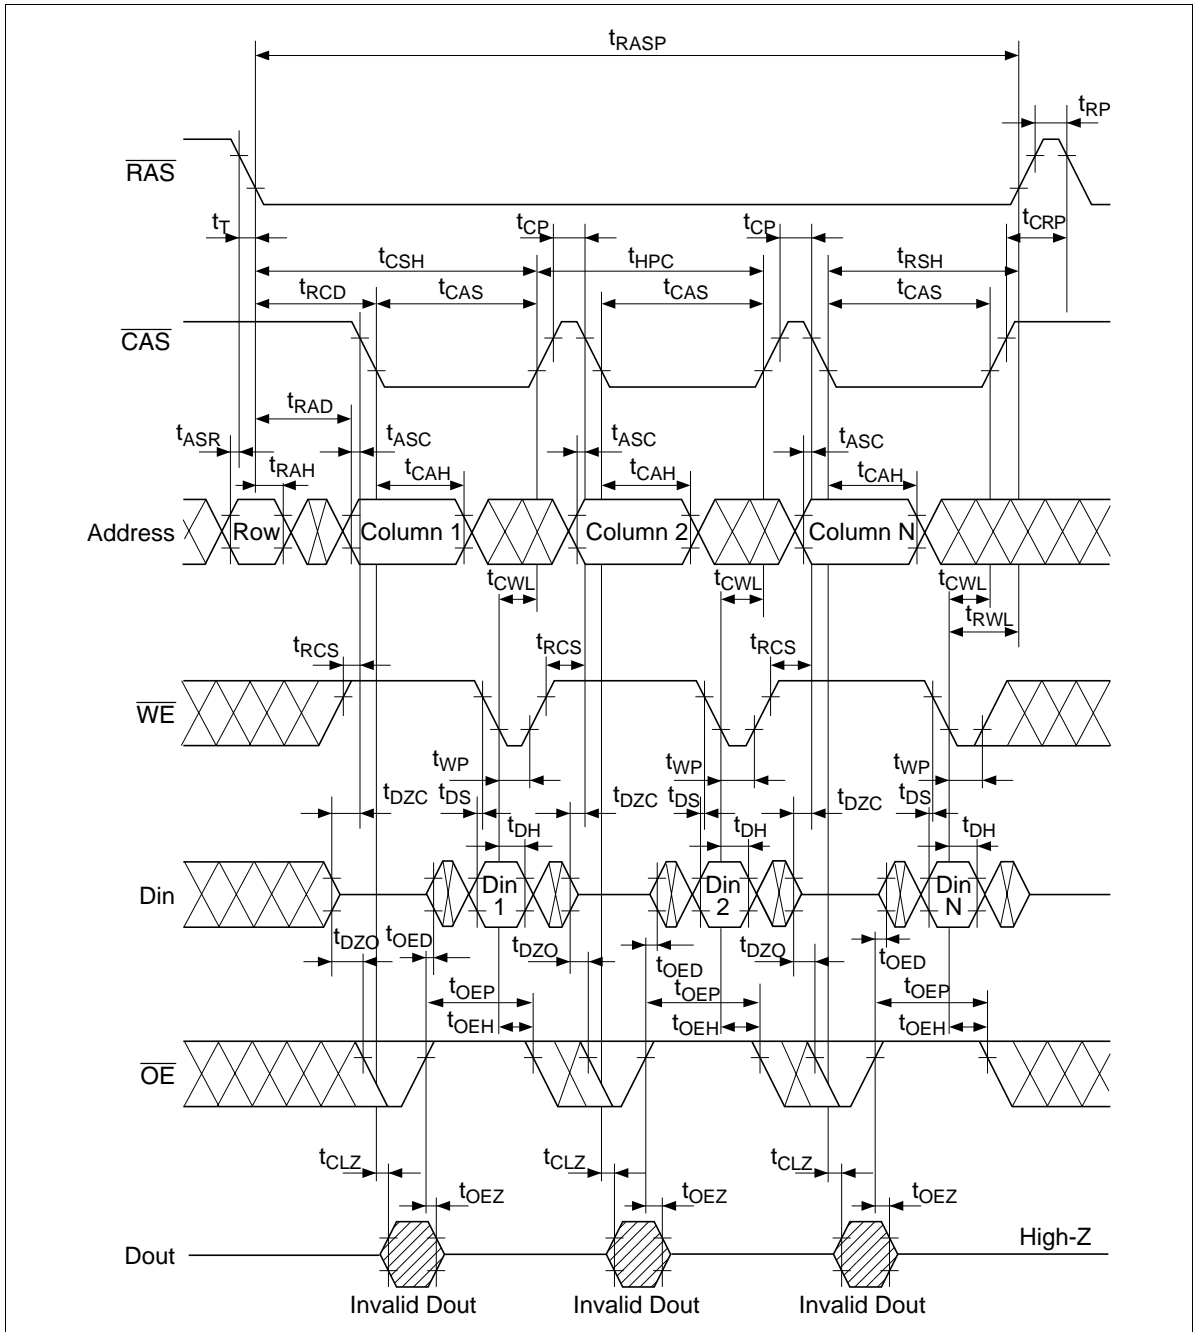 tRASP
tRP
RAS
tT tCP tCP tCRP
tCSH tHPC tRSH
tRCD tCAS tCAS tCAS
CAS
tRAD
tASR tASC tASC tASC
tRAH tCAH tCAH tCAH
Address Row Column 1 Column 2 Column N
tCWL tCWL tCWL
tRWL
tRCS tRCS tRCS
WE
tWP tWP tWP
tDZC tDS tDZC tDS tDZC tDS
tDH tDH tDH
Din Din 1 Din 2 Din N
tDZO tOED tDZO tOED tDZO tOED
tOEP tOEP tOEP
tOEH tOEH tOEH
OE
tCLZ tCLZ tCLZ
tOEZ tOEZ tOEZ
Dout High-Z
Invalid Dout Invalid Dout Invalid Dout